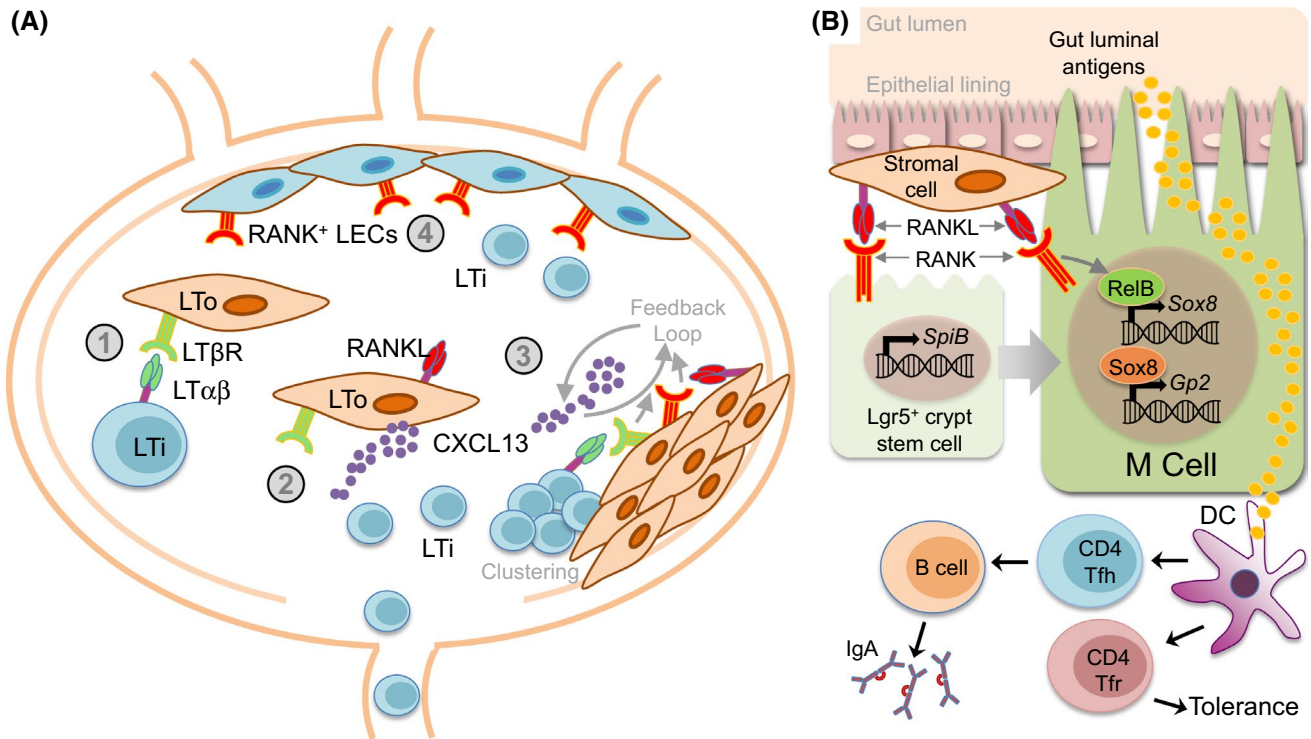 (A)
RANK⁺ LECs
4
LTi
LTo
1
LTβR
LTαβ
LTi
RANKL
LTo
CXCL13
2
LTi
3
Feedback
Loop
Clustering
(B)
Gut lumen
Gut luminal
antigens
Epithelial lining
Stromal
cell
RANKL
RANK
SpiB
Lgr5⁺ crypt
stem cell
RelB
Sox8
Sox8
Gp2
M Cell
DC
CD4
Tfh
B cell
IgA
CD4
Tfr
Tolerance